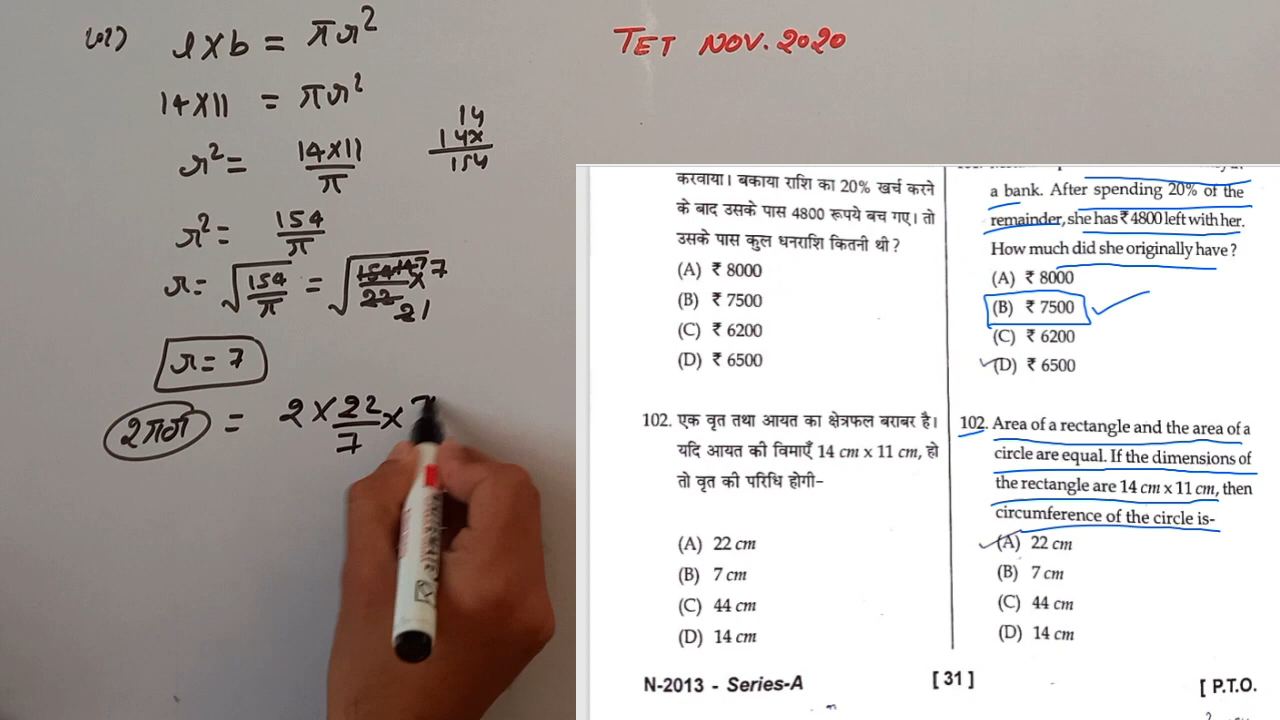 l×b = πr²
14×11 = πr²
r² = 14×11/π
14
14×
154
r² = 154/π
r = √154/π = √154×7/22
r = 7
2πr = 2×22/7×
TET NOV. 2020
करवाया। बकाया राशि का 20% खर्च करने
के बाद उसके पास 4800 रूपये बच गए। तो
उसके पास कुल धनराशि कितनी थी?
(A) ₹ 8000
(B) ₹ 7500
(C) ₹ 6200
(D) ₹ 6500
102. एक वृत तथा आयत का क्षेत्रफल बराबर है।
यदि आयत की विमाएँ 14 cm x 11 cm, हो
तो वृत की परिधि होगी-
(A) 22 cm
(B) 7 cm
(C) 44 cm
(D) 14 cm
a bank. After spending 20% of the
remainder, she has ₹ 4800 left with her.
How much did she originally have?
(A) ₹ 8000
(B) ₹ 7500
(C) ₹ 6200
(D) ₹ 6500
102. Area of a rectangle and the area of a
circle are equal. If the dimensions of
the rectangle are 14 cm x 11 cm, then
circumference of the circle is-
(A) 22 cm
(B) 7 cm
(C) 44 cm
(D) 14 cm
N-2013 - Series-A
[ 31 ]
[ P.T.O.